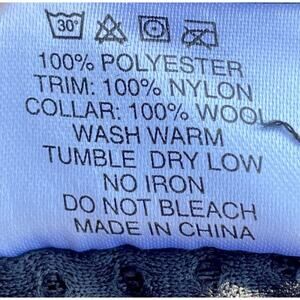 30°
100% POLYESTER
TRIM: 100% NYLON
COLLAR: 100% WOOL
WASH WARM
TUMBLE DRY LOW
NO IRON
DO NOT BLEACH
MADE IN CHINA